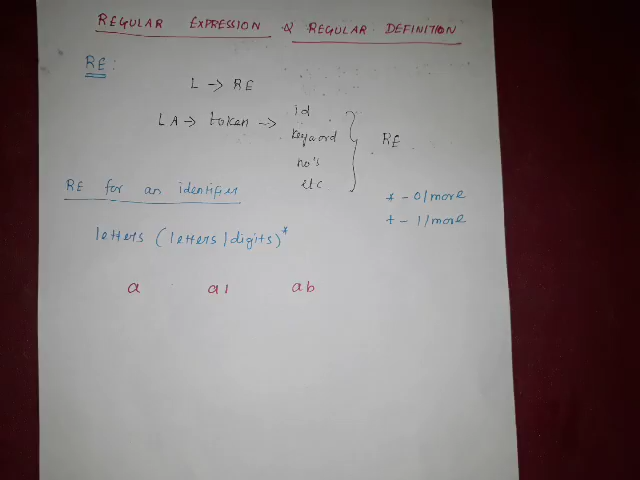 REGULAR EXPRESSION & REGULAR DEFINITION
RE:
L -> RE
LA -> token -> id
keyword
no's
etc
RE
RE for an identifier
* - 0/more
+ - 1/more
letters (letters/digits)*
a a1 ab